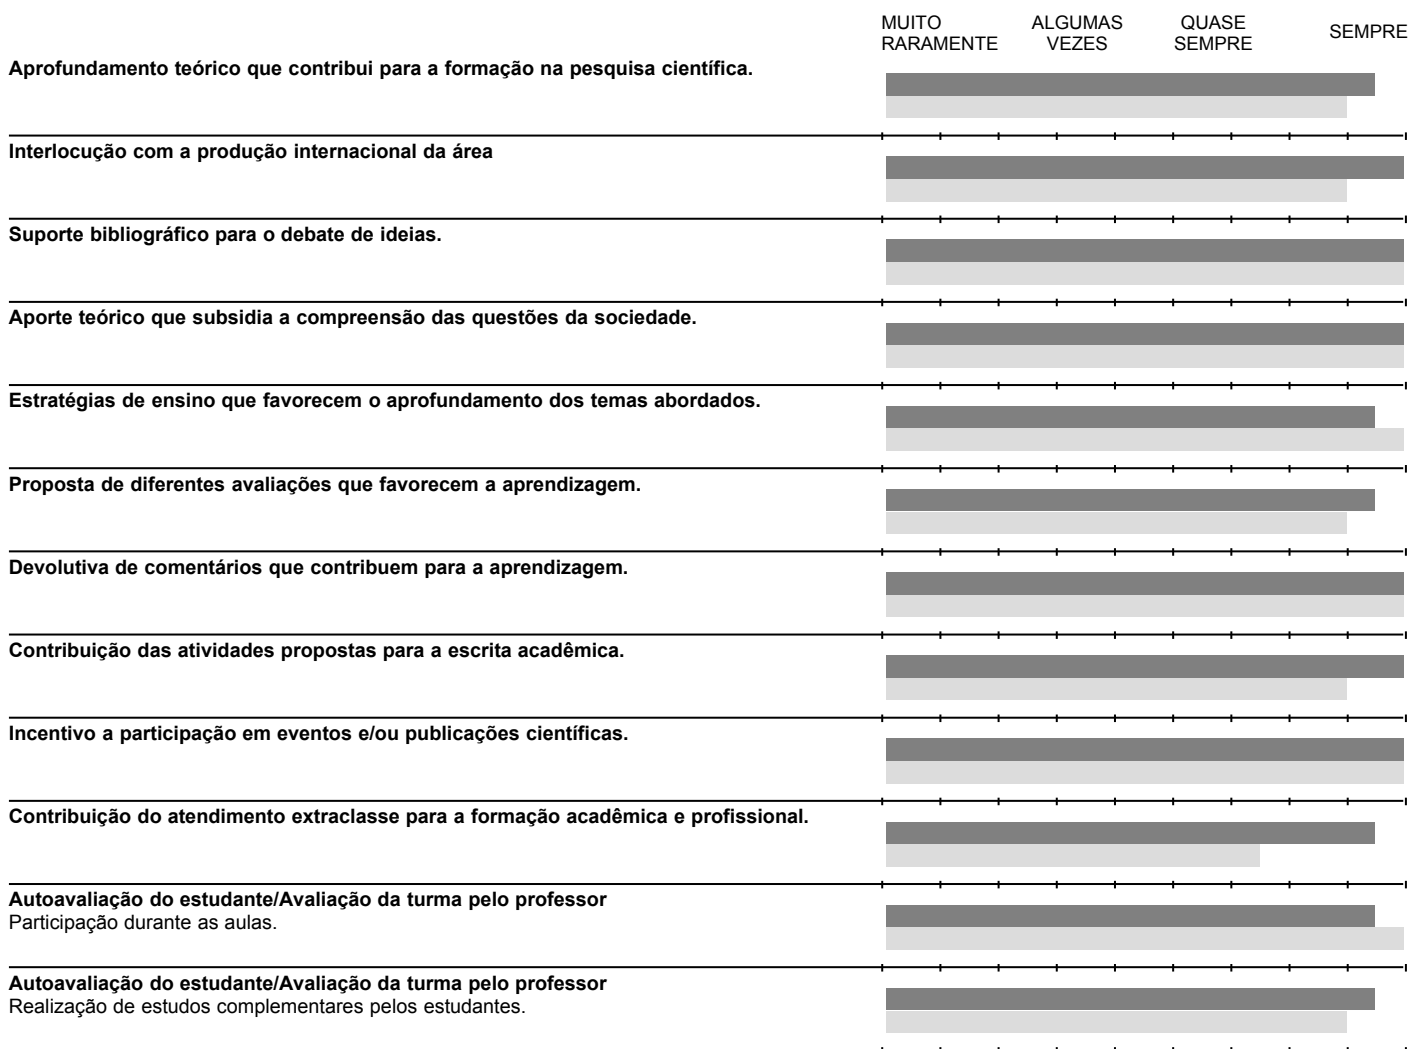 MUITO RARAMENTE ALGUMAS VEZES QUASE SEMPRE SEMPRE
Aprofundamento teórico que contribui para a formação na pesquisa científica.
Interlocução com a produção internacional da área
Suporte bibliográfico para o debate de ideias.
Aporte teórico que subsidia a compreensão das questões da sociedade.
Estratégias de ensino que favorecem o aprofundamento dos temas abordados.
Proposta de diferentes avaliações que favorecem a aprendizagem.
Devolutiva de comentários que contribuem para a aprendizagem.
Contribuição das atividades propostas para a escrita acadêmica.
Incentivo a participação em eventos e/ou publicações científicas.
Contribuição do atendimento extraclasse para a formação acadêmica e profissional.
Autoavaliação do estudante/Avaliação da turma pelo professor
Participação durante as aulas.
Autoavaliação do estudante/Avaliação da turma pelo professor
Realização de estudos complementares pelos estudantes.